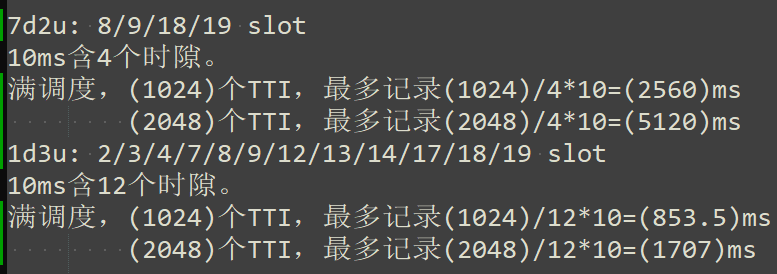 7d2u: 8/9/18/19 slot
10ms含4个时隙。
满调度，(1024)个TTI，最多记录(1024)/4*10=(2560)ms
(2048)个TTI，最多记录(2048)/4*10=(5120)ms
1d3u: 2/3/4/7/8/9/12/13/14/17/18/19 slot
10ms含12个时隙。
满调度，(1024)个TTI，最多记录(1024)/12*10=(853.5)ms
(2048)个TTI，最多记录(2048)/12*10=(1707)ms